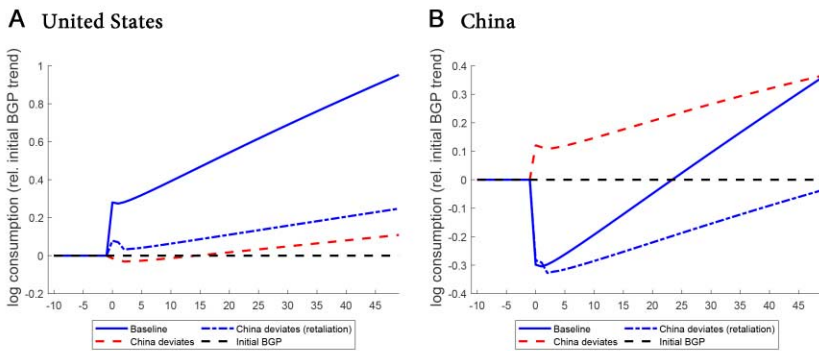 A United States
log consumption (rel. initial BGP trend)
1
0.8
0.6
0.4
0.2
0
-0.2
-10 -5 0 5 10 15 20 25 30 35 40 45
Baseline
China deviates (retaliation)
China deviates
Initial BGP
B China
log consumption (rel. initial BGP trend)
0.4
0.3
0.2
0.1
0
-0.1
-0.2
-0.3
-0.4
-10 -5 0 5 10 15 20 25 30 35 40 45
Baseline
China deviates (retaliation)
China deviates
Initial BGP